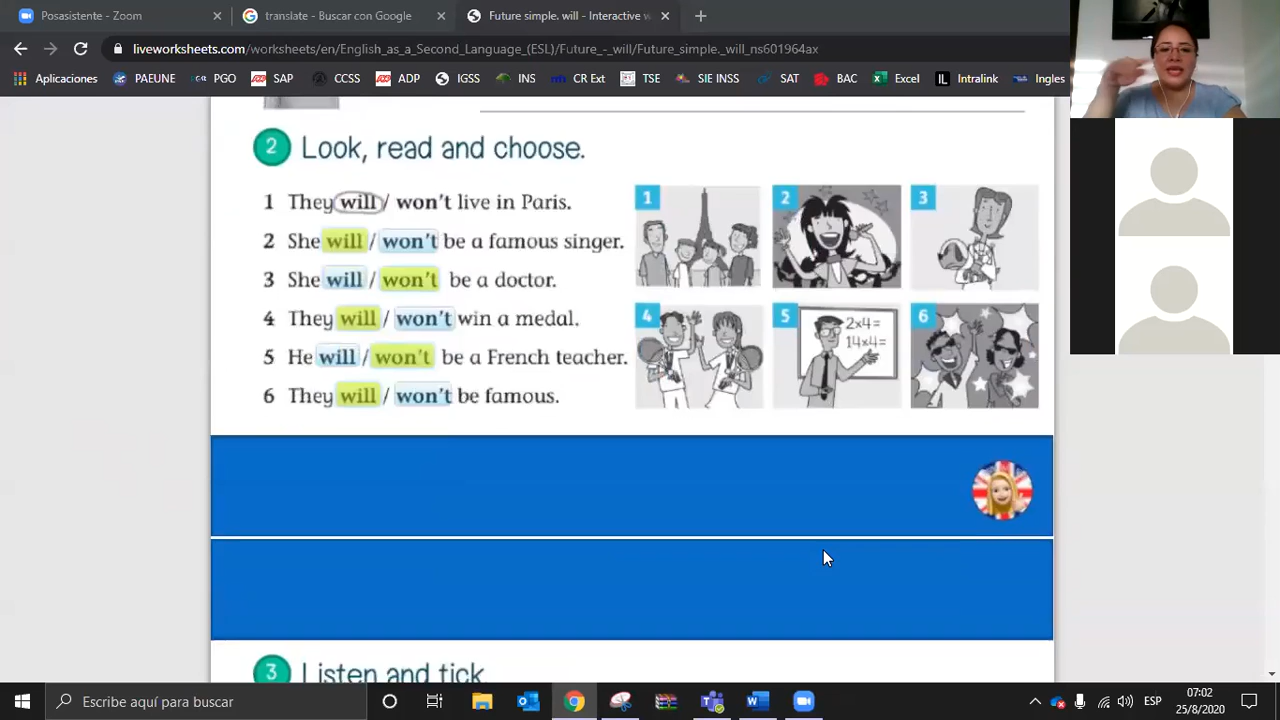 Posasistente - Zoom
translate - Buscar con Google
Future simple. will - Interactive w
liveworksheets.com/worksheets/en/English_as_a_Second_Language_(ESL)/Future_-_will/Future_simple._will_ns601964ax
Aplicaciones PAEUNE PGO SAP CCSS ADP IGSS INS CR Ext TSE SIE INSS SAT BAC Excel Intralink Ingles
2 Look, read and choose.
1 They will / won't live in Paris.
2 She will / won't be a famous singer.
3 She will / won't be a doctor.
4 They will / won't win a medal.
5 He will / won't be a French teacher.
6 They will / won't be famous.
1 2 3
4 5 6
2x4=
14x4=
3 Listen and tick
Escribe aquí para buscar
ESP
07:02
25/8/2020